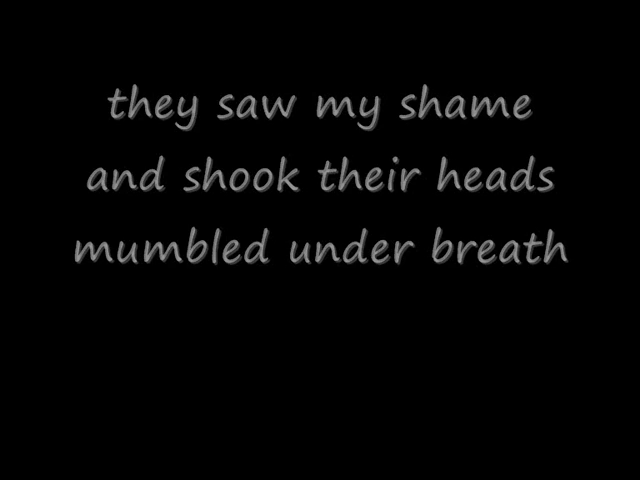 they saw my shame
and shook their heads
mumbled under breath